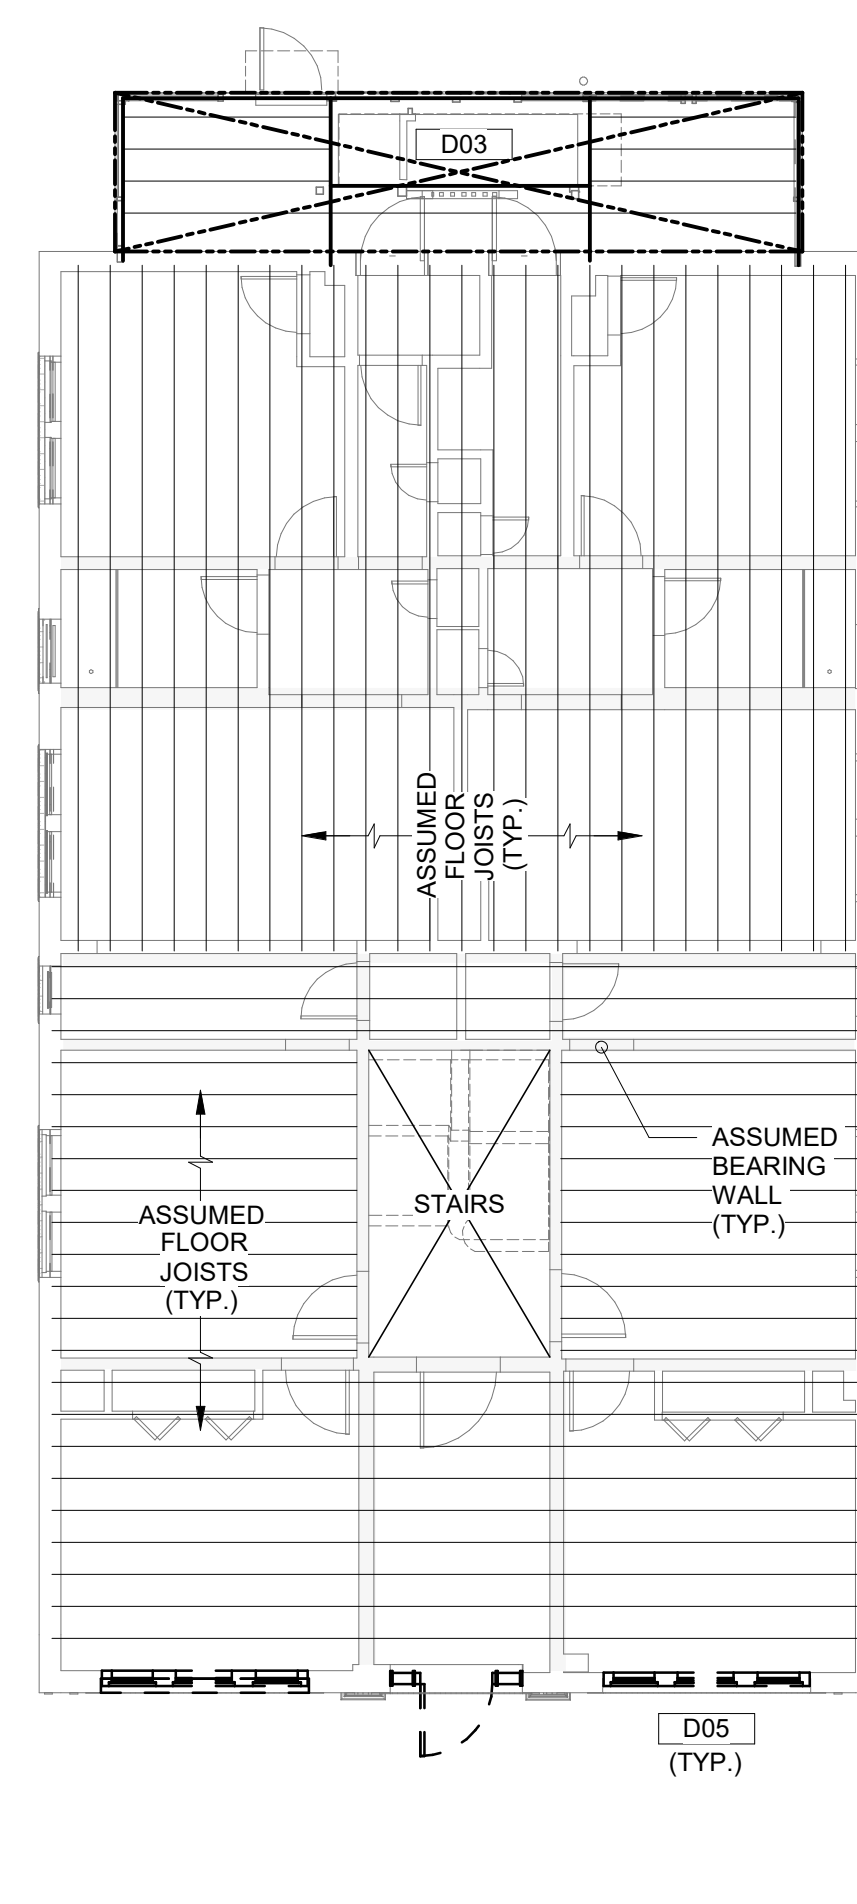 D03
ASSUMED
FLOOR
JOISTS
(TYP.)
ASSUMED
BEARING
WALL
(TYP.)
STAIRS
ASSUMED
FLOOR
JOISTS
(TYP.)
D05
(TYP.)